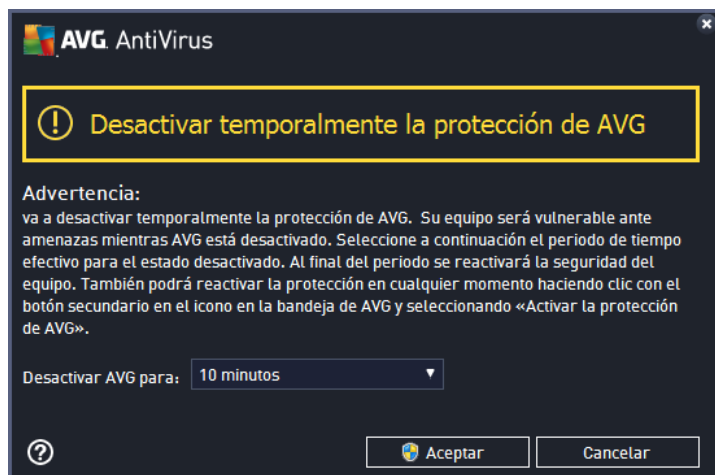 AVG. AntiVirus
Desactivar temporalmente la protección de AVG
Advertencia:
va a desactivar temporalmente la protección de AVG. Su equipo será vulnerable ante
amenazas mientras AVG está desactivado. Seleccione a continuación el periodo de tiempo
efectivo para el estado desactivado. Al final del periodo se reactivará la seguridad del
equipo. También podrá reactivar la protección en cualquier momento haciendo clic con el
botón secundario en el icono en la bandeja de AVG y seleccionando «Activar la protección
de AVG».
Desactivar AVG para: 10 minutos
Aceptar Cancelar